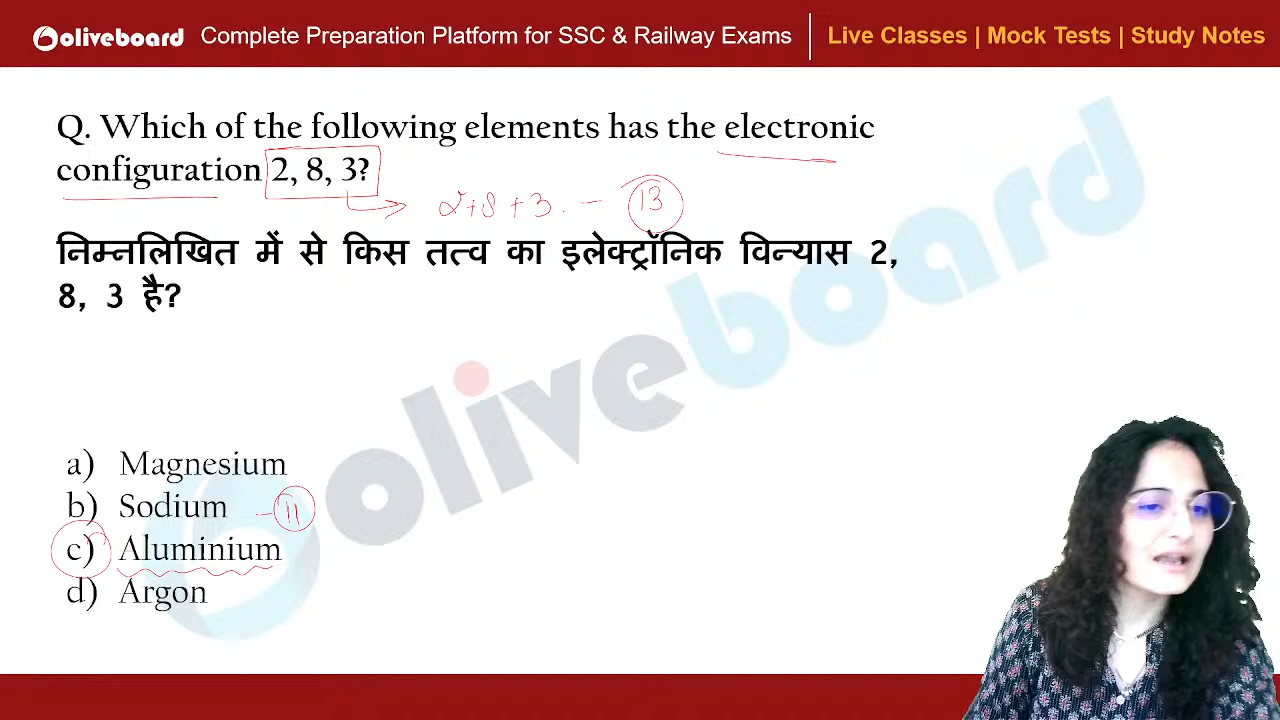 oliveboard Complete Preparation Platform for SSC & Railway Exams Live Classes | Mock Tests | Study Notes
Q. Which of the following elements has the electronic
configuration 2, 8, 3?
2+8+3. - 13
निम्नलिखित में से किस तत्व का इलेक्ट्रॉनिक विन्यास 2,
8, 3 है?
oliveboard
a) Magnesium
b) Sodium - 11
c) Aluminium
d) Argon